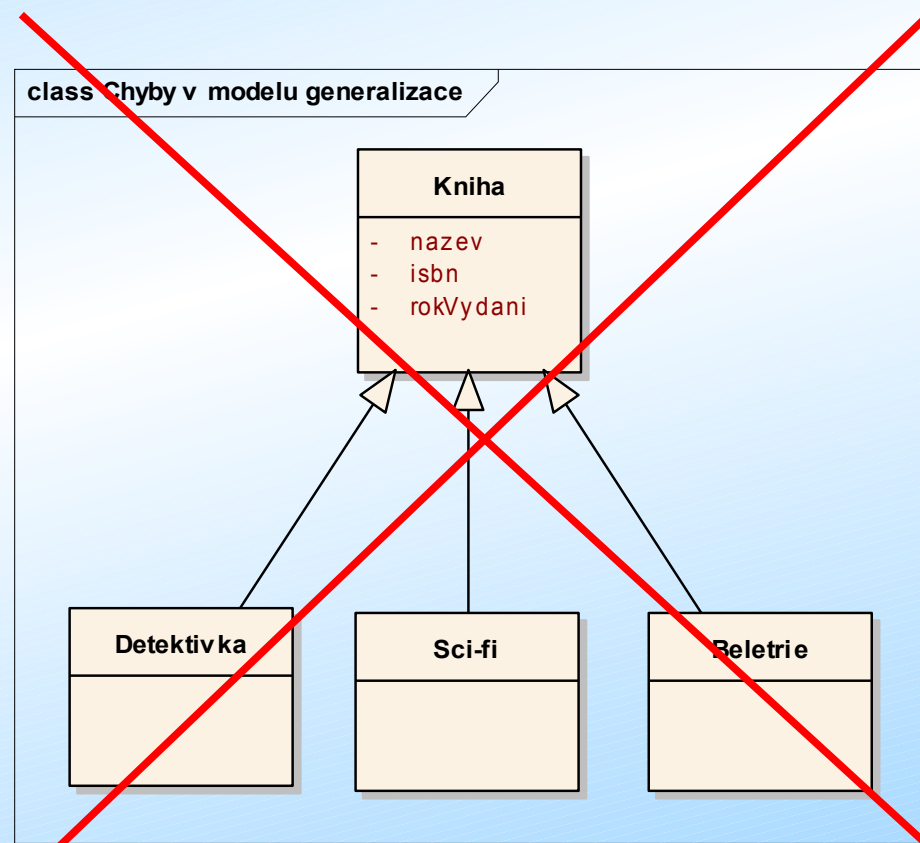 class Chyby v modelu generalizace
Kniha
- nazev
- isbn
- rokVydani
Detektivka
Sci-fi
Beletrie